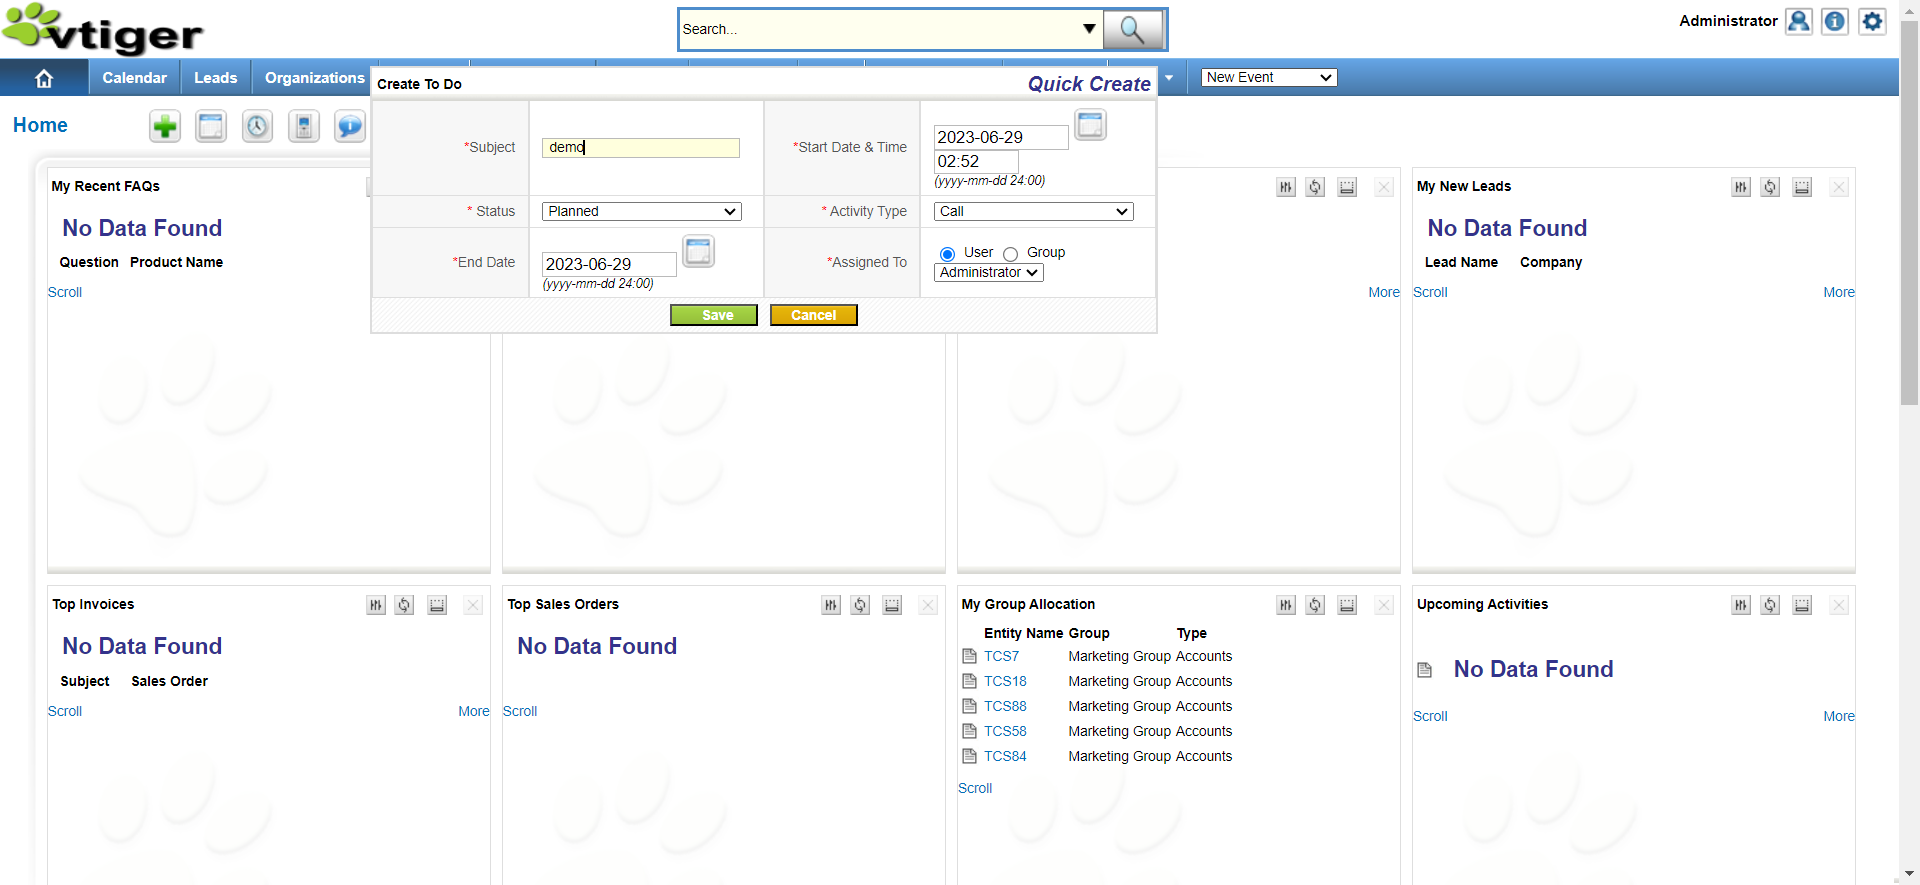 vtiger
Search...
Administrator
Calendar
Leads
Organizations
New Event
Create To Do
Quick Create
*Subject
demo
*Start Date & Time
2023-06-29
02:52
(yyyy-mm-dd 24:00)
* Status
Planned
* Activity Type
Call
*End Date
2023-06-29
(yyyy-mm-dd 24:00)
*Assigned To
User
Group
Administrator
Save
Cancel
Home
My Recent FAQs
No Data Found
Question Product Name
Scroll
More
My New Leads
No Data Found
Lead Name Company
Scroll
More
Top Invoices
No Data Found
Subject Sales Order
Scroll
More
Top Sales Orders
No Data Found
Scroll
My Group Allocation
Entity Name Group Type
TCS7 Marketing Group Accounts
TCS18 Marketing Group Accounts
TCS88 Marketing Group Accounts
TCS58 Marketing Group Accounts
TCS84 Marketing Group Accounts
Scroll
Upcoming Activities
No Data Found
Scroll
More